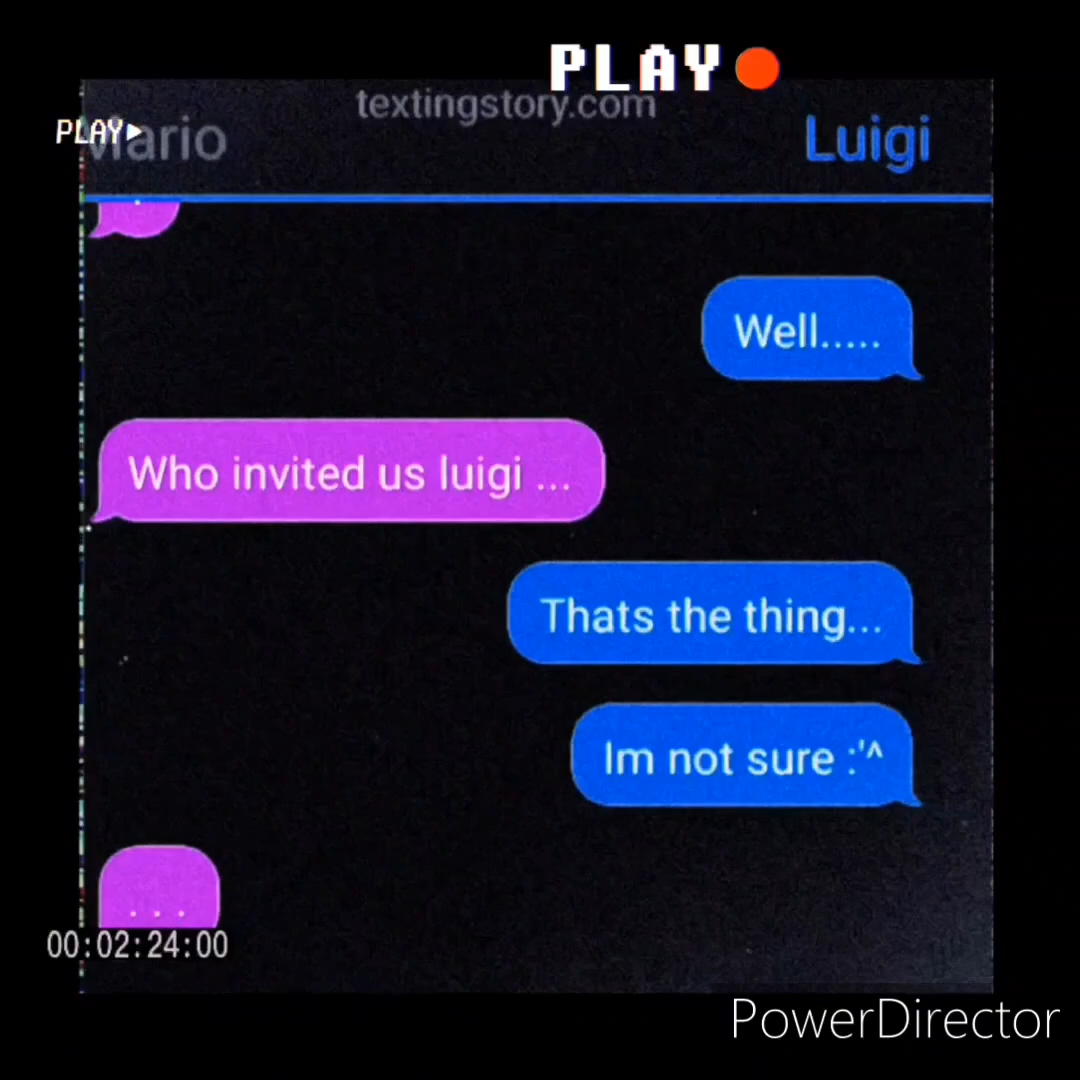 PLAY
textingstory.com
PLAY
Mario
Luigi
Well.....
Who invited us luigi ...
Thats the thing...
Im not sure :'^
...
00:02:24:00
PowerDirector